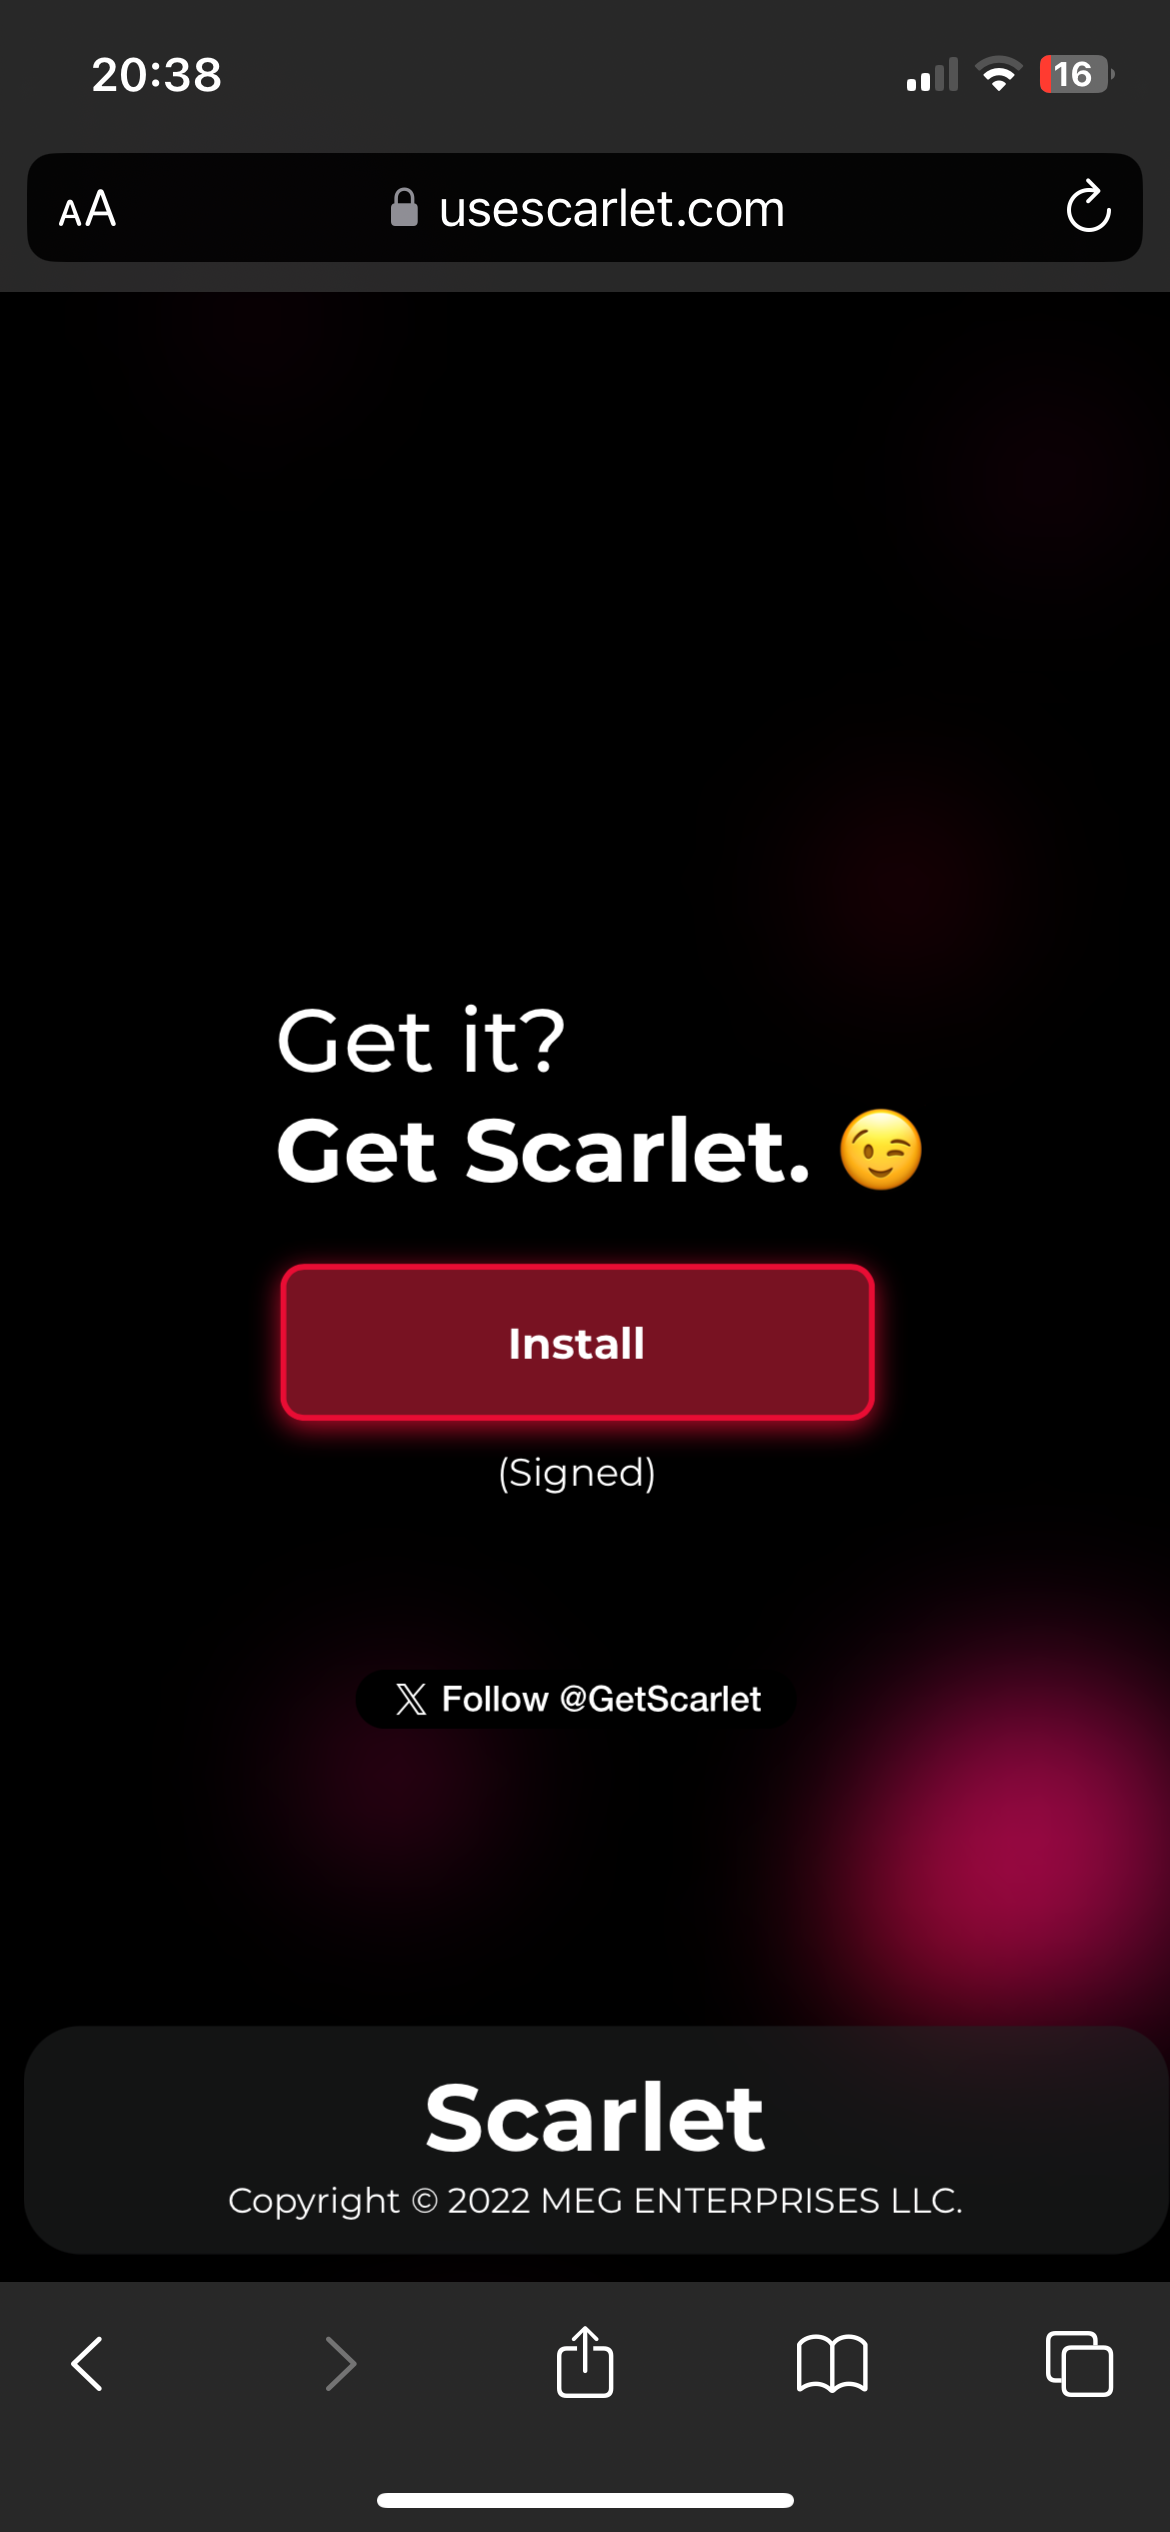 20:38
16
AA
usescarlet.com
Get it?
Get Scarlet. 😉
Install
(Signed)
X Follow @GetScarlet
Scarlet
Copyright © 2022 MEG ENTERPRISES LLC.